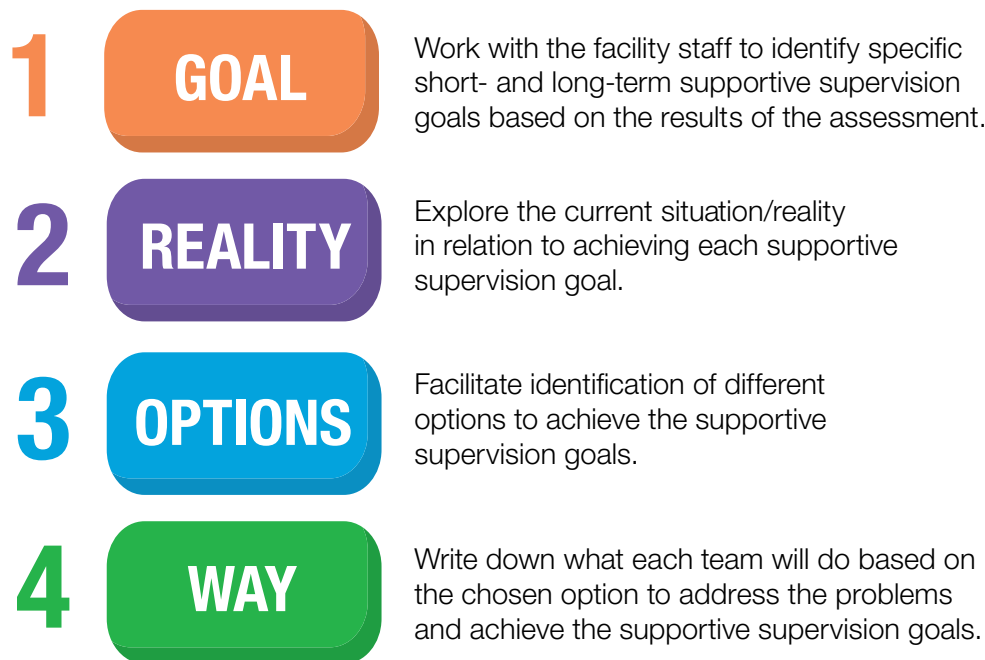 1
GOAL
Work with the facility staff to identify specific
short- and long-term supportive supervision
goals based on the results of the assessment.
2
REALITY
Explore the current situation/reality
in relation to achieving each supportive
supervision goal.
3
OPTIONS
Facilitate identification of different
options to achieve the supportive
supervision goals.
4
WAY
Write down what each team will do based on
the chosen option to address the problems
and achieve the supportive supervision goals.